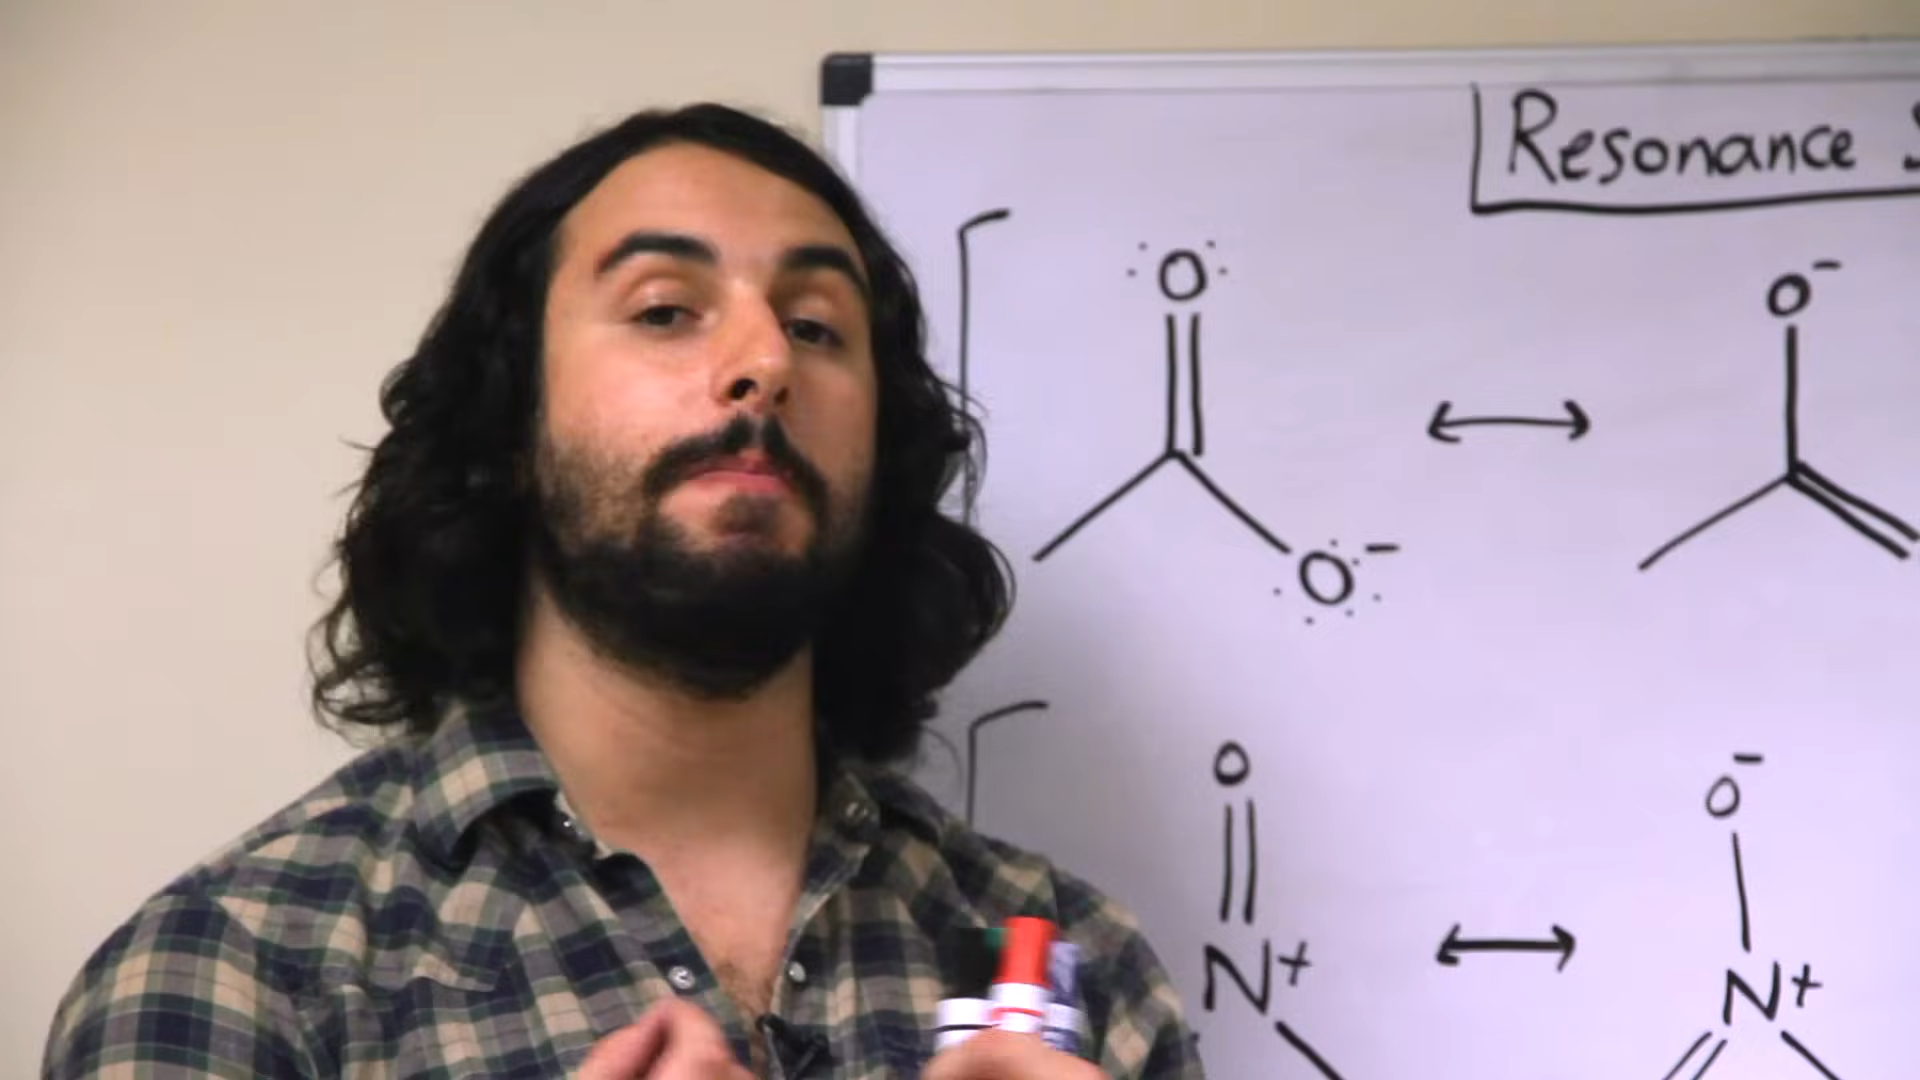 Resonance S
O O⁻
O⁻
O O⁻
N+ N+